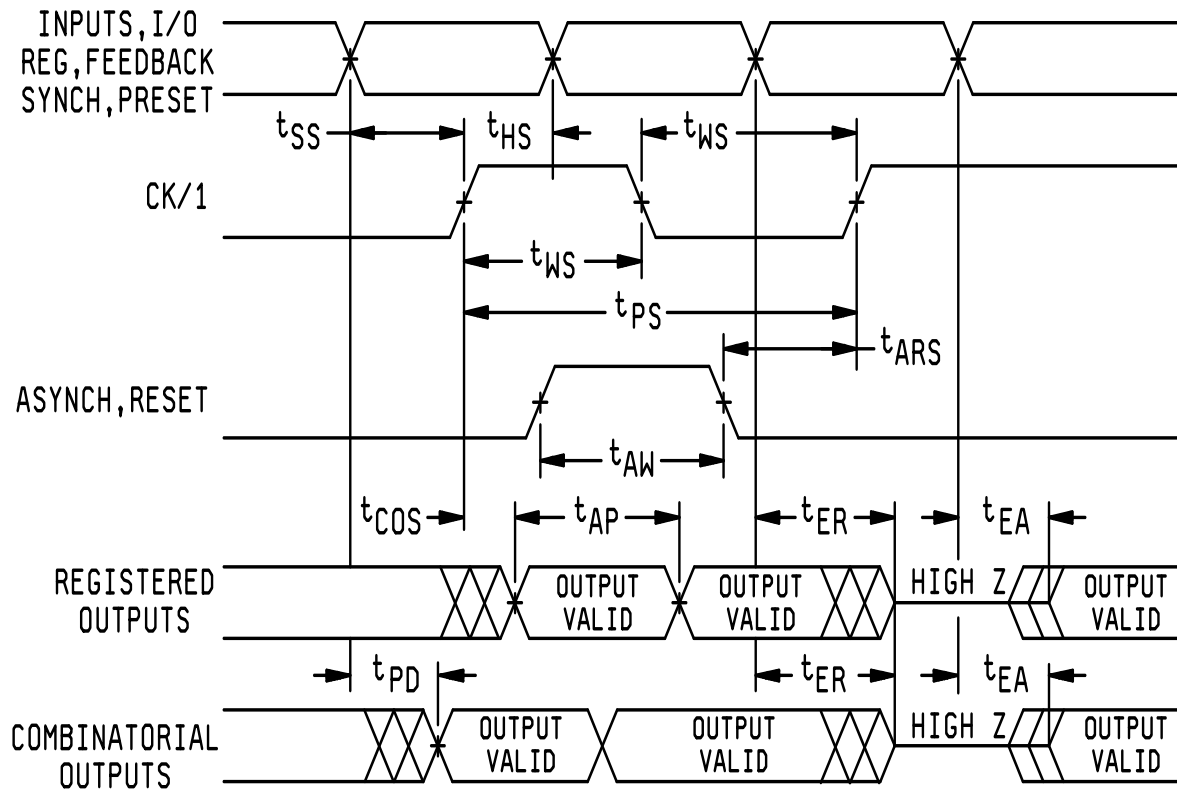 INPUTS,I/O
REG,FEEDBACK
SYNCH,PRESET
tSS
tHS
tWS
CK/1
tWS
tPS
tARS
ASYNCH,RESET
tAW
tCOS
tAP
tER
tEA
REGISTERED
OUTPUTS
OUTPUT
VALID
OUTPUT
VALID
HIGH Z
OUTPUT
VALID
tPD
tER
tEA
COMBINATORIAL
OUTPUTS
OUTPUT
VALID
OUTPUT
VALID
HIGH Z
OUTPUT
VALID